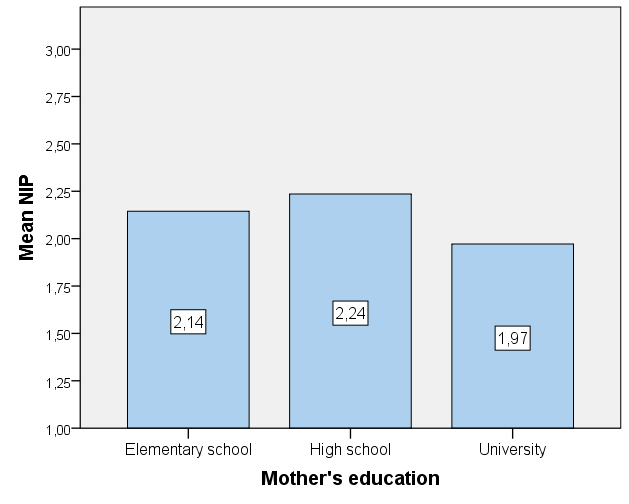 3,00
2,75
2,50
2,25
2,00
1,75
1,50
1,25
1,00
Mean NIP
2,14
2,24
1,97
Elementary school
High school
University
Mother's education